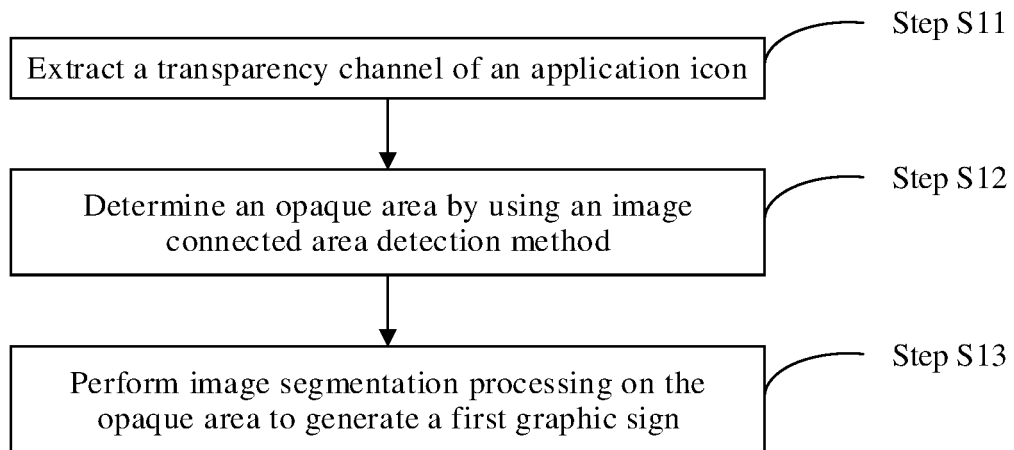 Step S11
Extract a transparency channel of an application icon
Step S12
Determine an opaque area by using an image
connected area detection method
Step S13
Perform image segmentation processing on the
opaque area to generate a first graphic sign